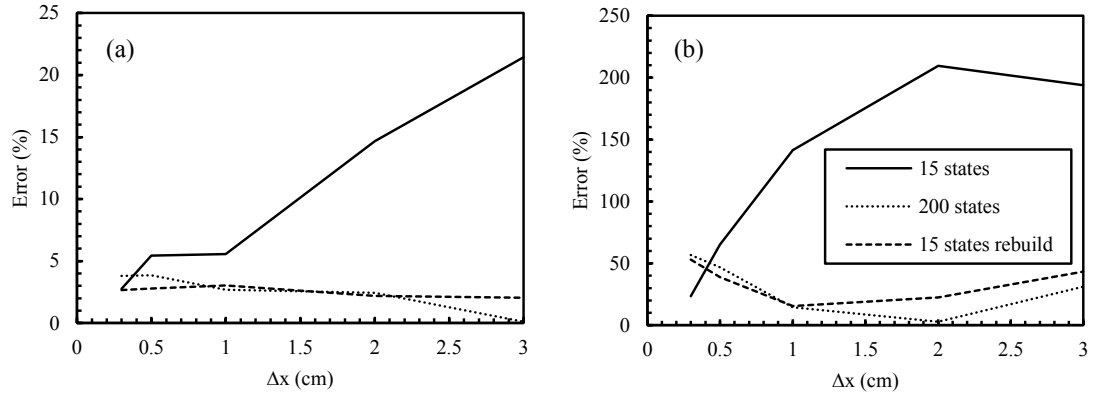 (a)
Error (%)
25
20
15
10
5
0
0 0.5 1 1.5 2 2.5 3
Δx (cm)
(b)
Error (%)
250
200
150
100
50
0
0 0.5 1 1.5 2 2.5 3
Δx (cm)
15 states
200 states
15 states rebuild